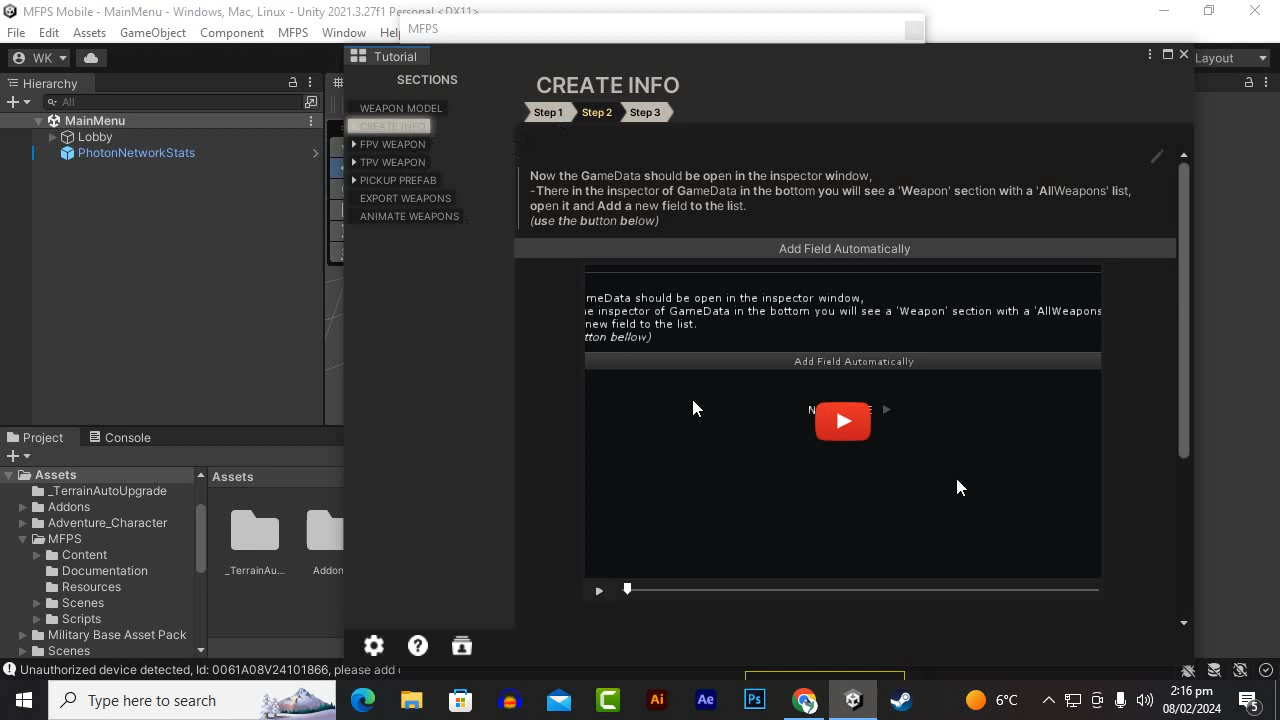 MFPS Mobile - MainMenu - Windows, Mac, Linux - Unity 2021.3.27f1 Personal <DX11>
File Edit Assets GameObject Component MFPS Window Help
MFPS
WK
Layout
Tutorial
Hierarchy
All
MainMenu
Lobby
PhotonNetworkStats
SECTIONS
WEAPON MODEL
CREATE INFO
FPV WEAPON
TPV WEAPON
PICKUP PREFAB
EXPORT WEAPONS
ANIMATE WEAPONS
CREATE INFO
Step 1 Step 2 Step 3
Now the GameData should be open in the inspector window,
-There in the inspector of GameData in the bottom you will see a 'Weapon' section with a 'AllWeapons' list,
open it and Add a new field to the list.
(use the button below)
Add Field Automatically
meData should be open in the inspector window,
e inspector of GameData in the bottom you will see a 'Weapon' section with a 'AllWeapons
new field to the list.
tton bellow)
Add Field Automatically
Project Console
Assets
_TerrainAutoUpgrade
Addons
Adventure_Character
MFPS
Content
Documentation
Resources
Scenes
Scripts
Military Base Asset Pack
Scenes
Assets
_TerrainAu...
Addon
Unauthorized device detected, Id: 0061A08V24101866, please add
Type here to search
Ai
Ae
Ps
6°C
2:16 pm
08/02/2024
5